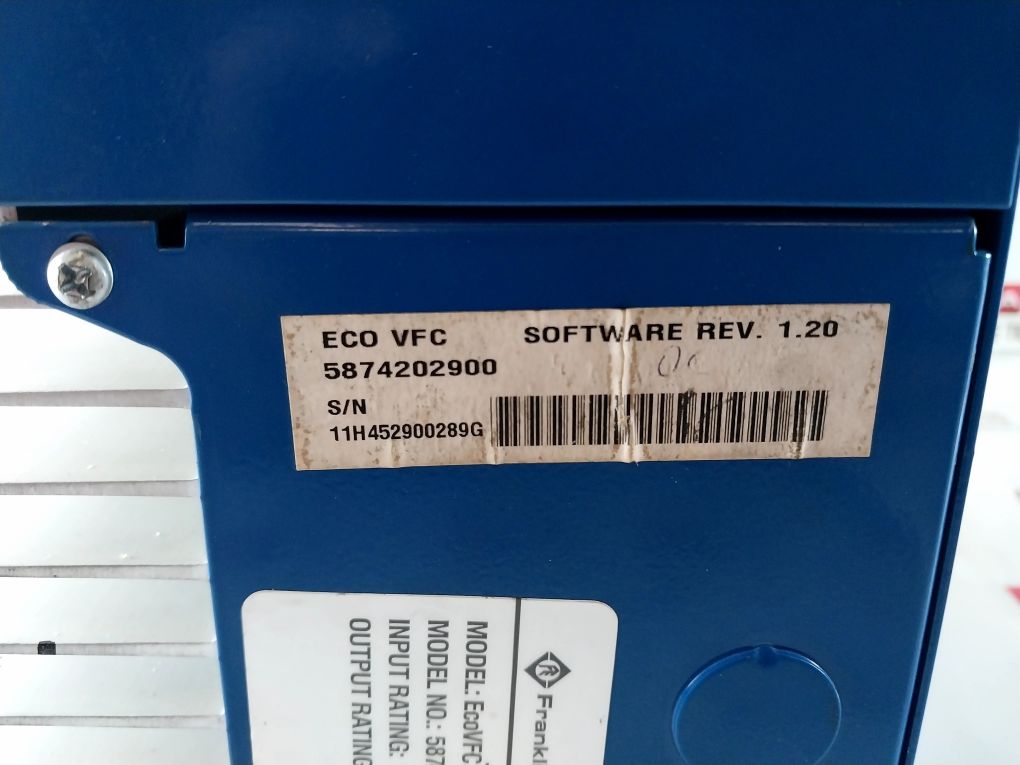 ECO VFC SOFTWARE REV. 1.20
5874202900
S/N
11H452900289G
Frankl
MODEL: EcoVFC
MODEL NO.: 587
INPUT RATING:
OUTPUT RATING